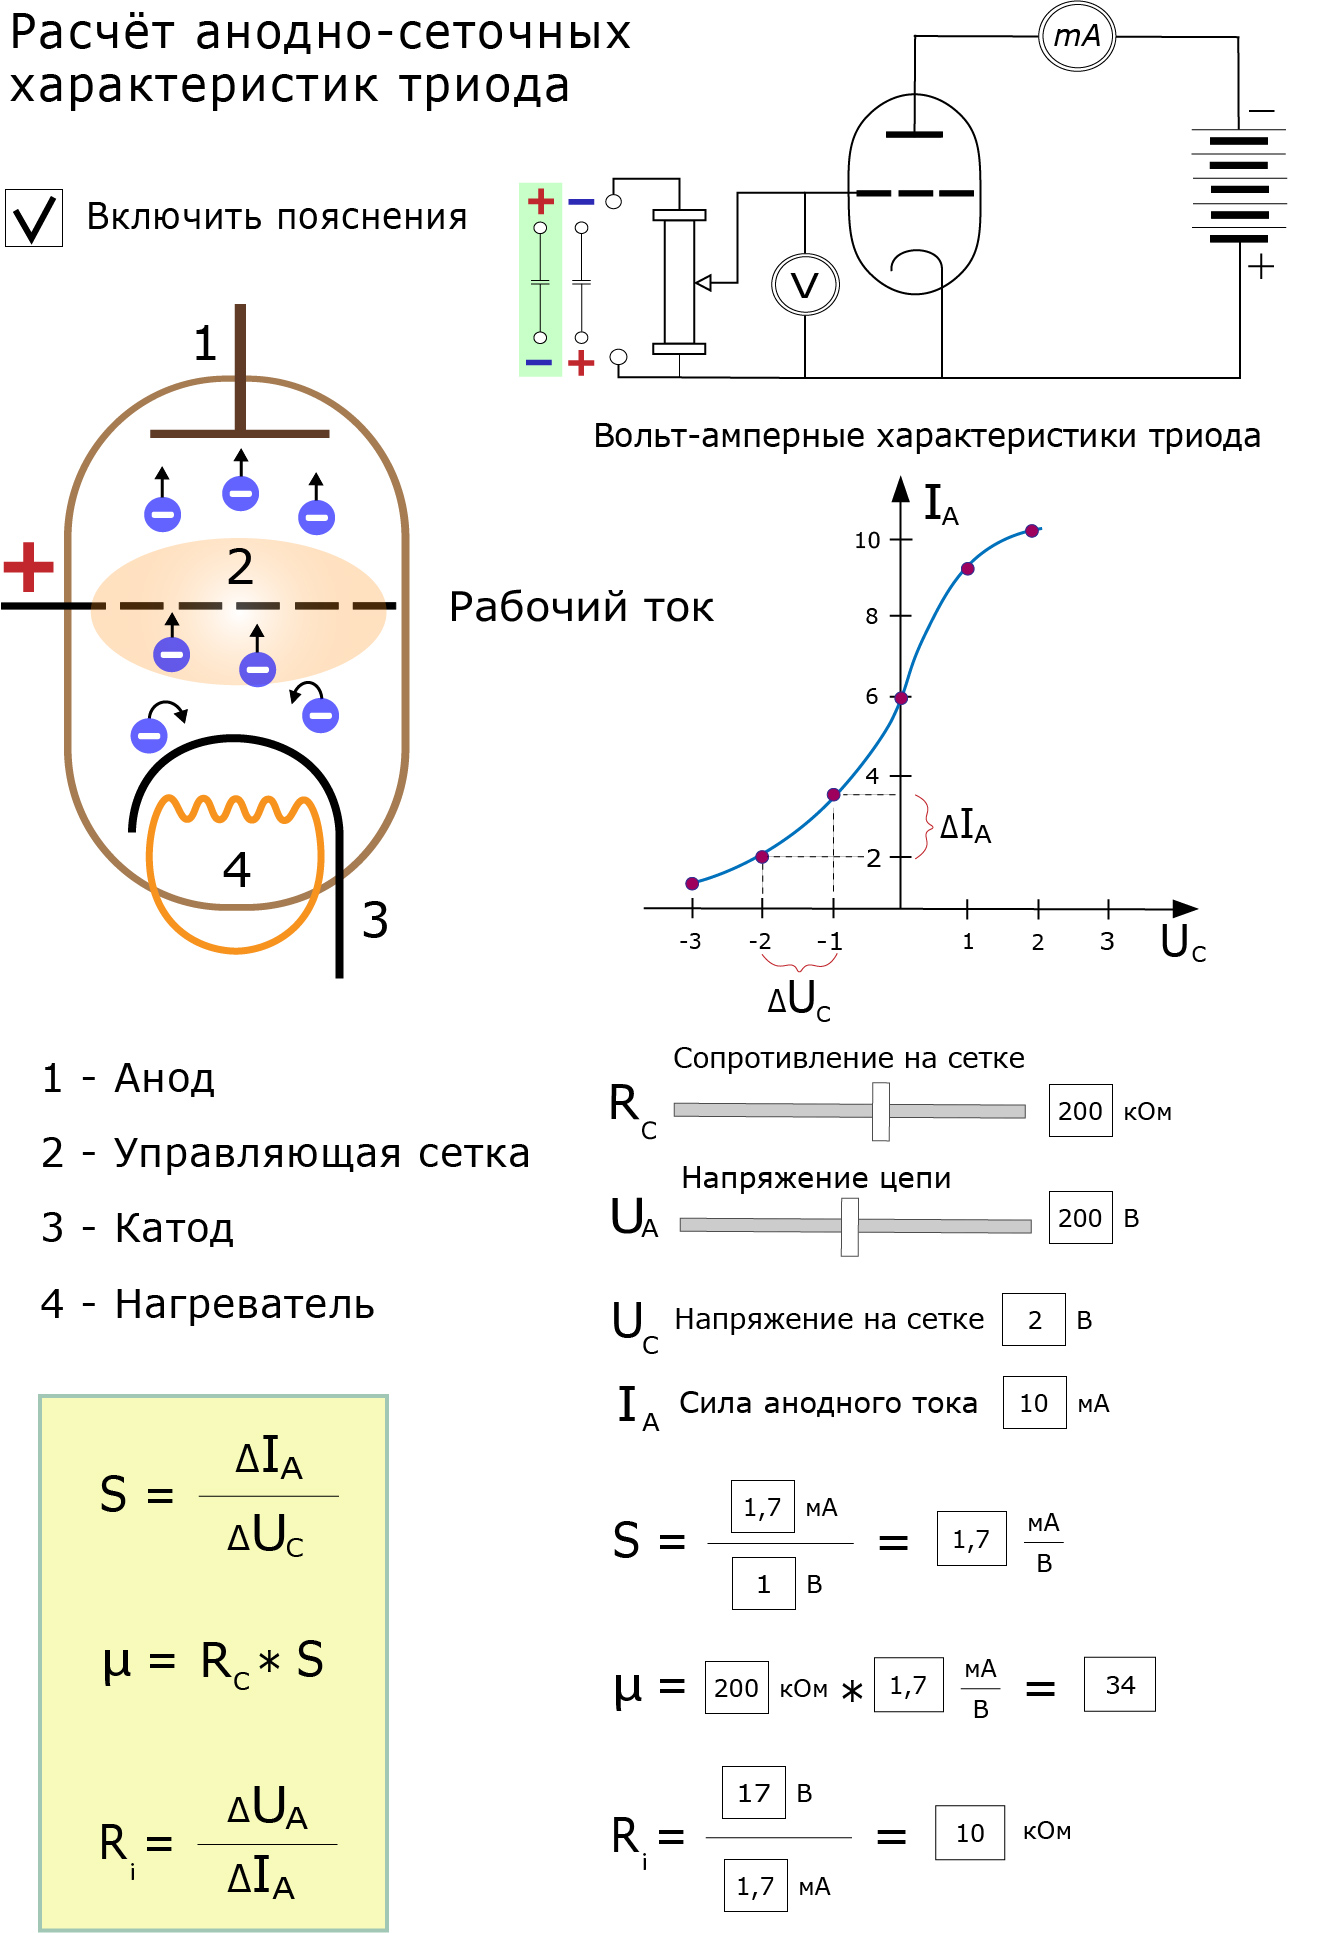 Расчёт анодно-сеточных
характеристик триода
mA
V Включить пояснения
+ −
− +
V
−
+
1
2
+
4
3
Рабочий ток
Вольт-амперные характеристики триода
IA
10
8
6
4
2
ΔIA
-3 -2 -1 1 2 3 UC
ΔUC
1 - Анод
2 - Управляющая сетка
3 - Катод
4 - Нагреватель
Сопротивление на сетке
RC 200 кОм
Напряжение цепи
UA 200 В
UC Напряжение на сетке 2 В
IA Сила анодного тока 10 мА
S = ΔIA / ΔUC
μ = RC * S
Ri = ΔUA / ΔIA
S = 1,7 мА / 1 В = 1,7 мА / В
μ = 200 кОм * 1,7 мА / В = 34
Ri = 17 В / 1,7 мА = 10 кОм